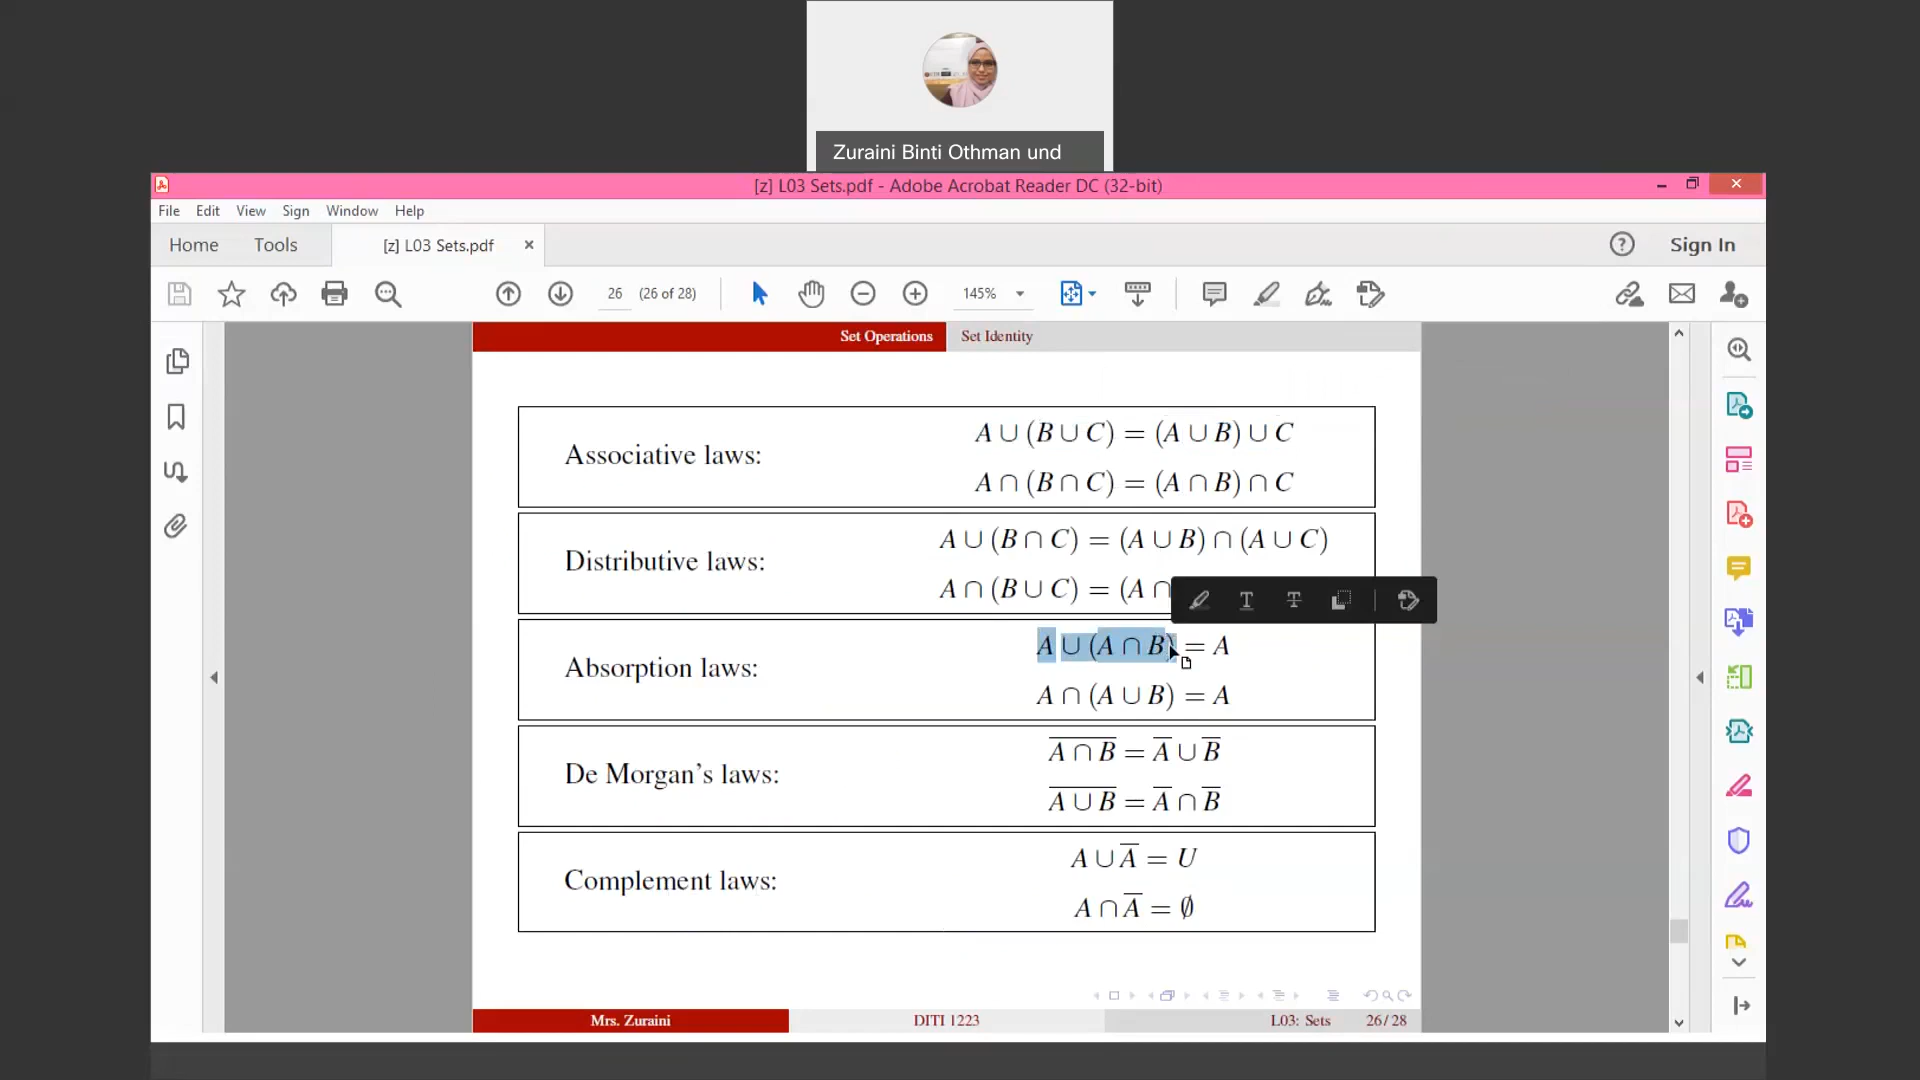 Zuraini Binti Othman und
[z] L03 Sets.pdf - Adobe Acrobat Reader DC (32-bit)
File Edit View Sign Window Help
Home Tools [z] L03 Sets.pdf × Sign In
26 (26 of 28) 145%
Set Operations Set Identity
A ∪ (B ∪ C) = (A ∪ B) ∪ C
Associative laws:
A ∩ (B ∩ C) = (A ∩ B) ∩ C
A ∪ (B ∩ C) = (A ∪ B) ∩ (A ∪ C)
Distributive laws:
A ∩ (B ∪ C) = (A ∩
A ∪ (A ∩ B) = A
Absorption laws:
A ∩ (A ∪ B) = A
A̅ ̅∩̅ ̅B̅ = A̅ ∪ B̅
De Morgan's laws:
A̅ ̅∪̅ ̅B̅ = A̅ ∩ B̅
A ∪ A̅ = U
Complement laws:
A ∩ A̅ = ∅
Mrs. Zuraini DITI 1223 L03: Sets 26/28